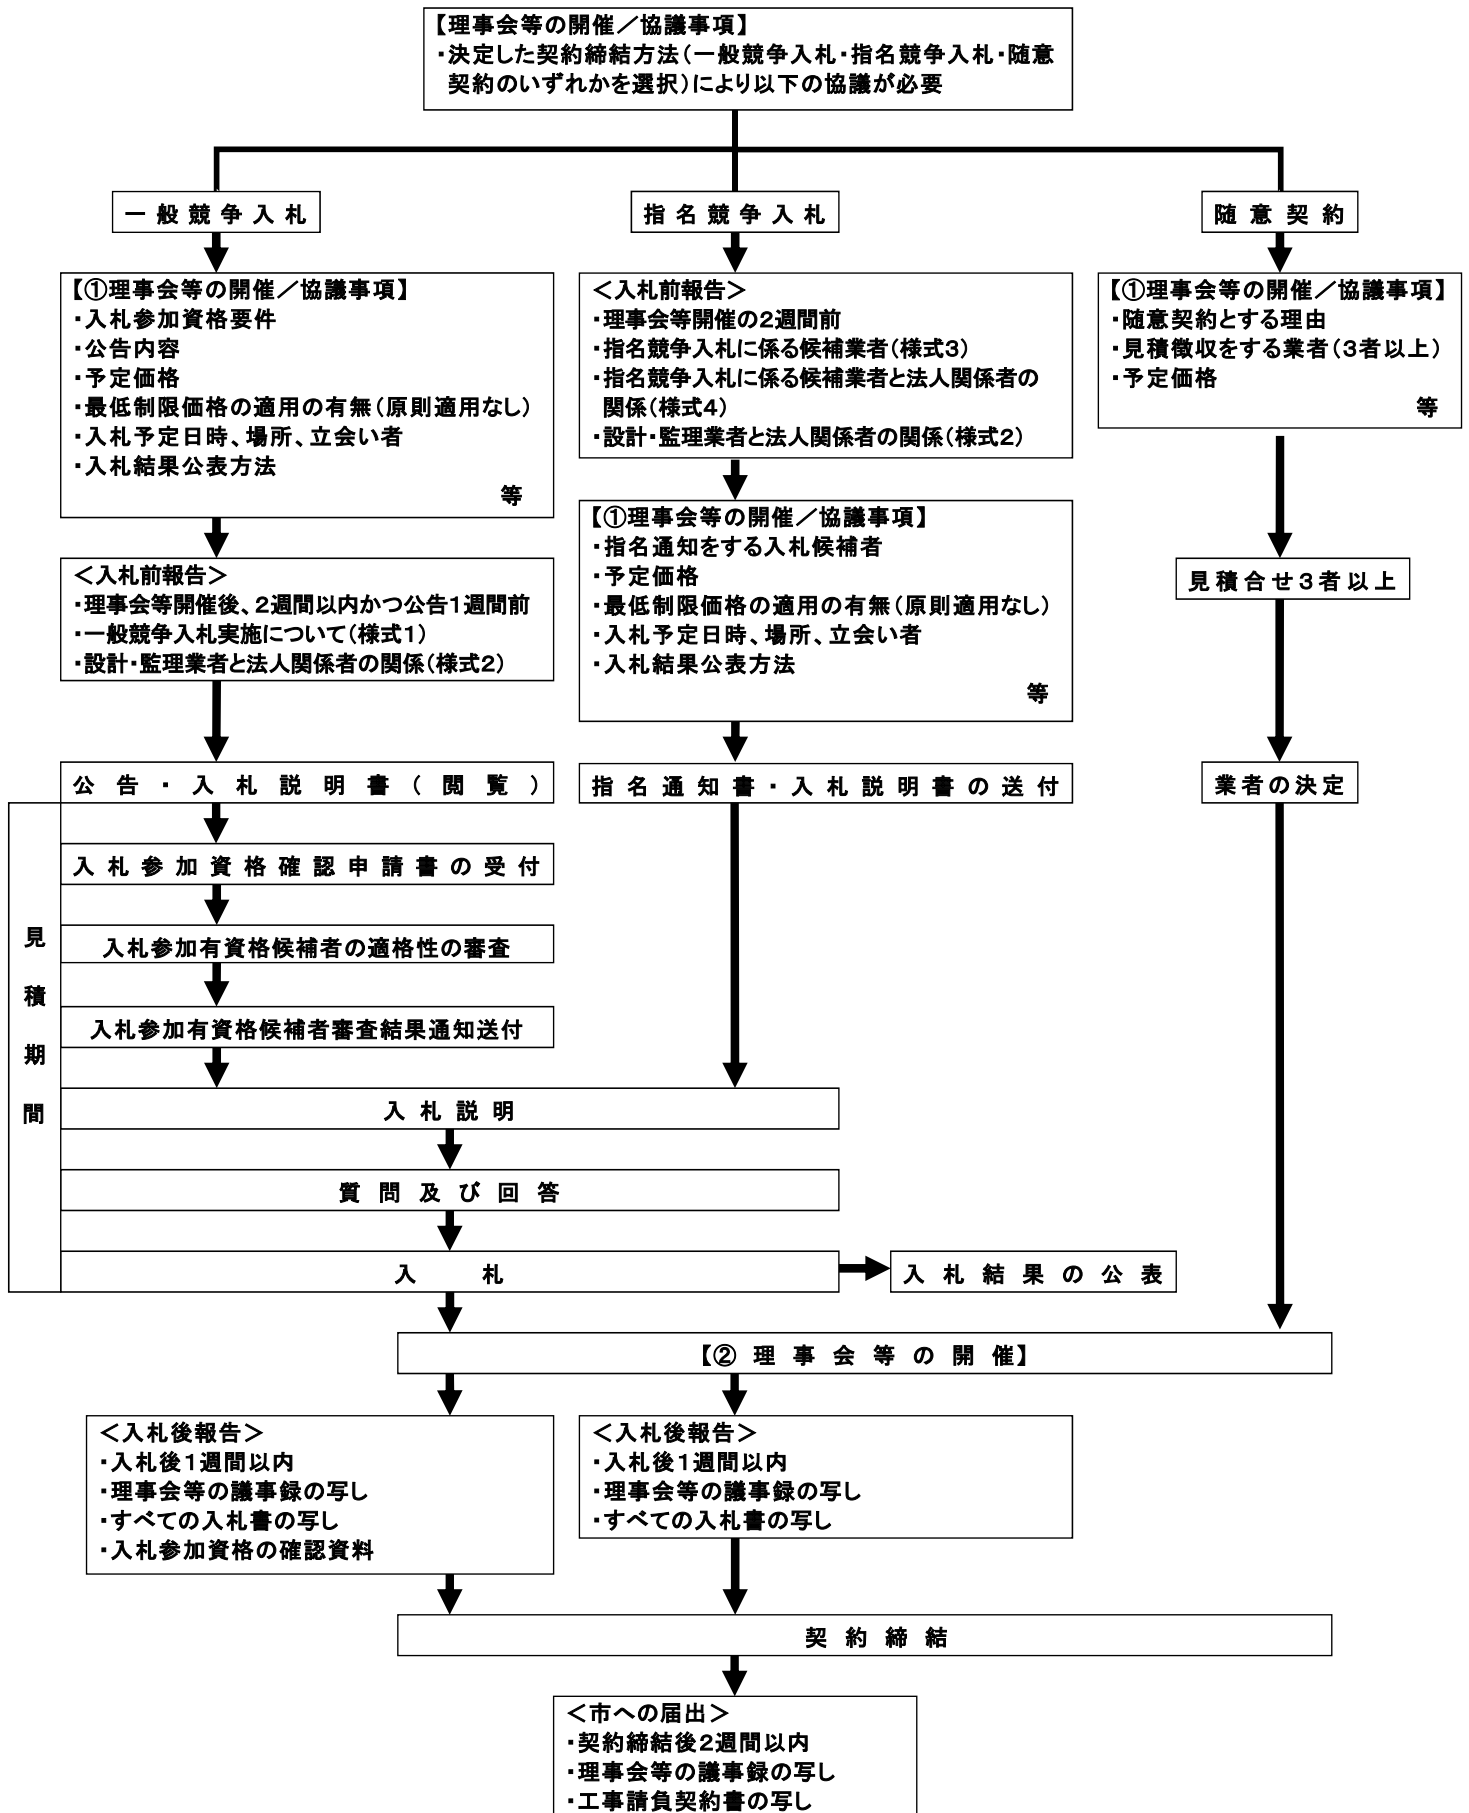 【理事会等の開催／協議事項】
・決定した契約締結方法（一般競争入札・指名競争入札・随意
契約のいずれかを選択）により以下の協議が必要
一般競争入札
指名競争入札
随意契約
【①理事会等の開催／協議事項】
・入札参加資格要件
・公告内容
・予定価格
・最低制限価格の適用の有無（原則適用なし）
・入札予定日時、場所、立会い者
・入札結果公表方法
等
＜入札前報告＞
・理事会等開催後、２週間以内かつ公告１週間前
・一般競争入札実施について（様式１）
・設計・監理業者と法人関係者の関係（様式２）
＜入札前報告＞
・理事会等開催の２週間前
・指名競争入札に係る候補業者（様式３）
・指名競争入札に係る候補業者と法人関係者の
関係（様式４）
・設計・監理業者と法人関係者の関係（様式２）
【①理事会等の開催／協議事項】
・指名通知をする入札候補者
・予定価格
・最低制限価格の適用の有無（原則適用なし）
・入札予定日時、場所、立会い者
・入札結果公表方法
等
【①理事会等の開催／協議事項】
・随意契約とする理由
・見積徴収をする業者（３者以上）
・予定価格
等
見積合せ３者以上
公告・入札説明書（閲覧）
指名通知書・入札説明書の送付
業者の決定
見積期間
入札参加資格確認申請書の受付
入札参加有資格候補者の適格性の審査
入札参加有資格候補者審査結果通知送付
入札説明
質問及び回答
入札
入札結果の公表
【②理事会等の開催】
＜入札後報告＞
・入札後１週間以内
・理事会等の議事録の写し
・すべての入札書の写し
・入札参加資格の確認資料
＜入札後報告＞
・入札後１週間以内
・理事会等の議事録の写し
・すべての入札書の写し
契約締結
＜市への届出＞
・契約締結後２週間以内
・理事会等の議事録の写し
・工事請負契約書の写し